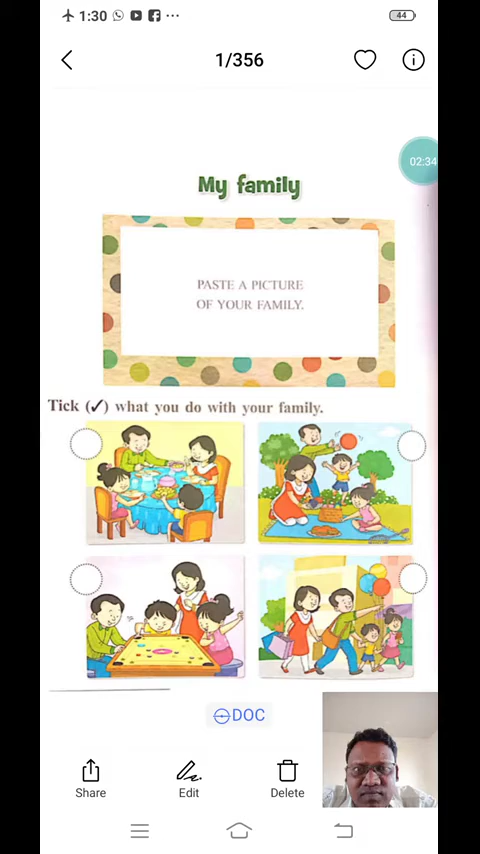 1:30
44
1/356
02:34
My family
PASTE A PICTURE
OF YOUR FAMILY.
Tick (✓) what you do with your family.
DOC
Share
Edit
Delete